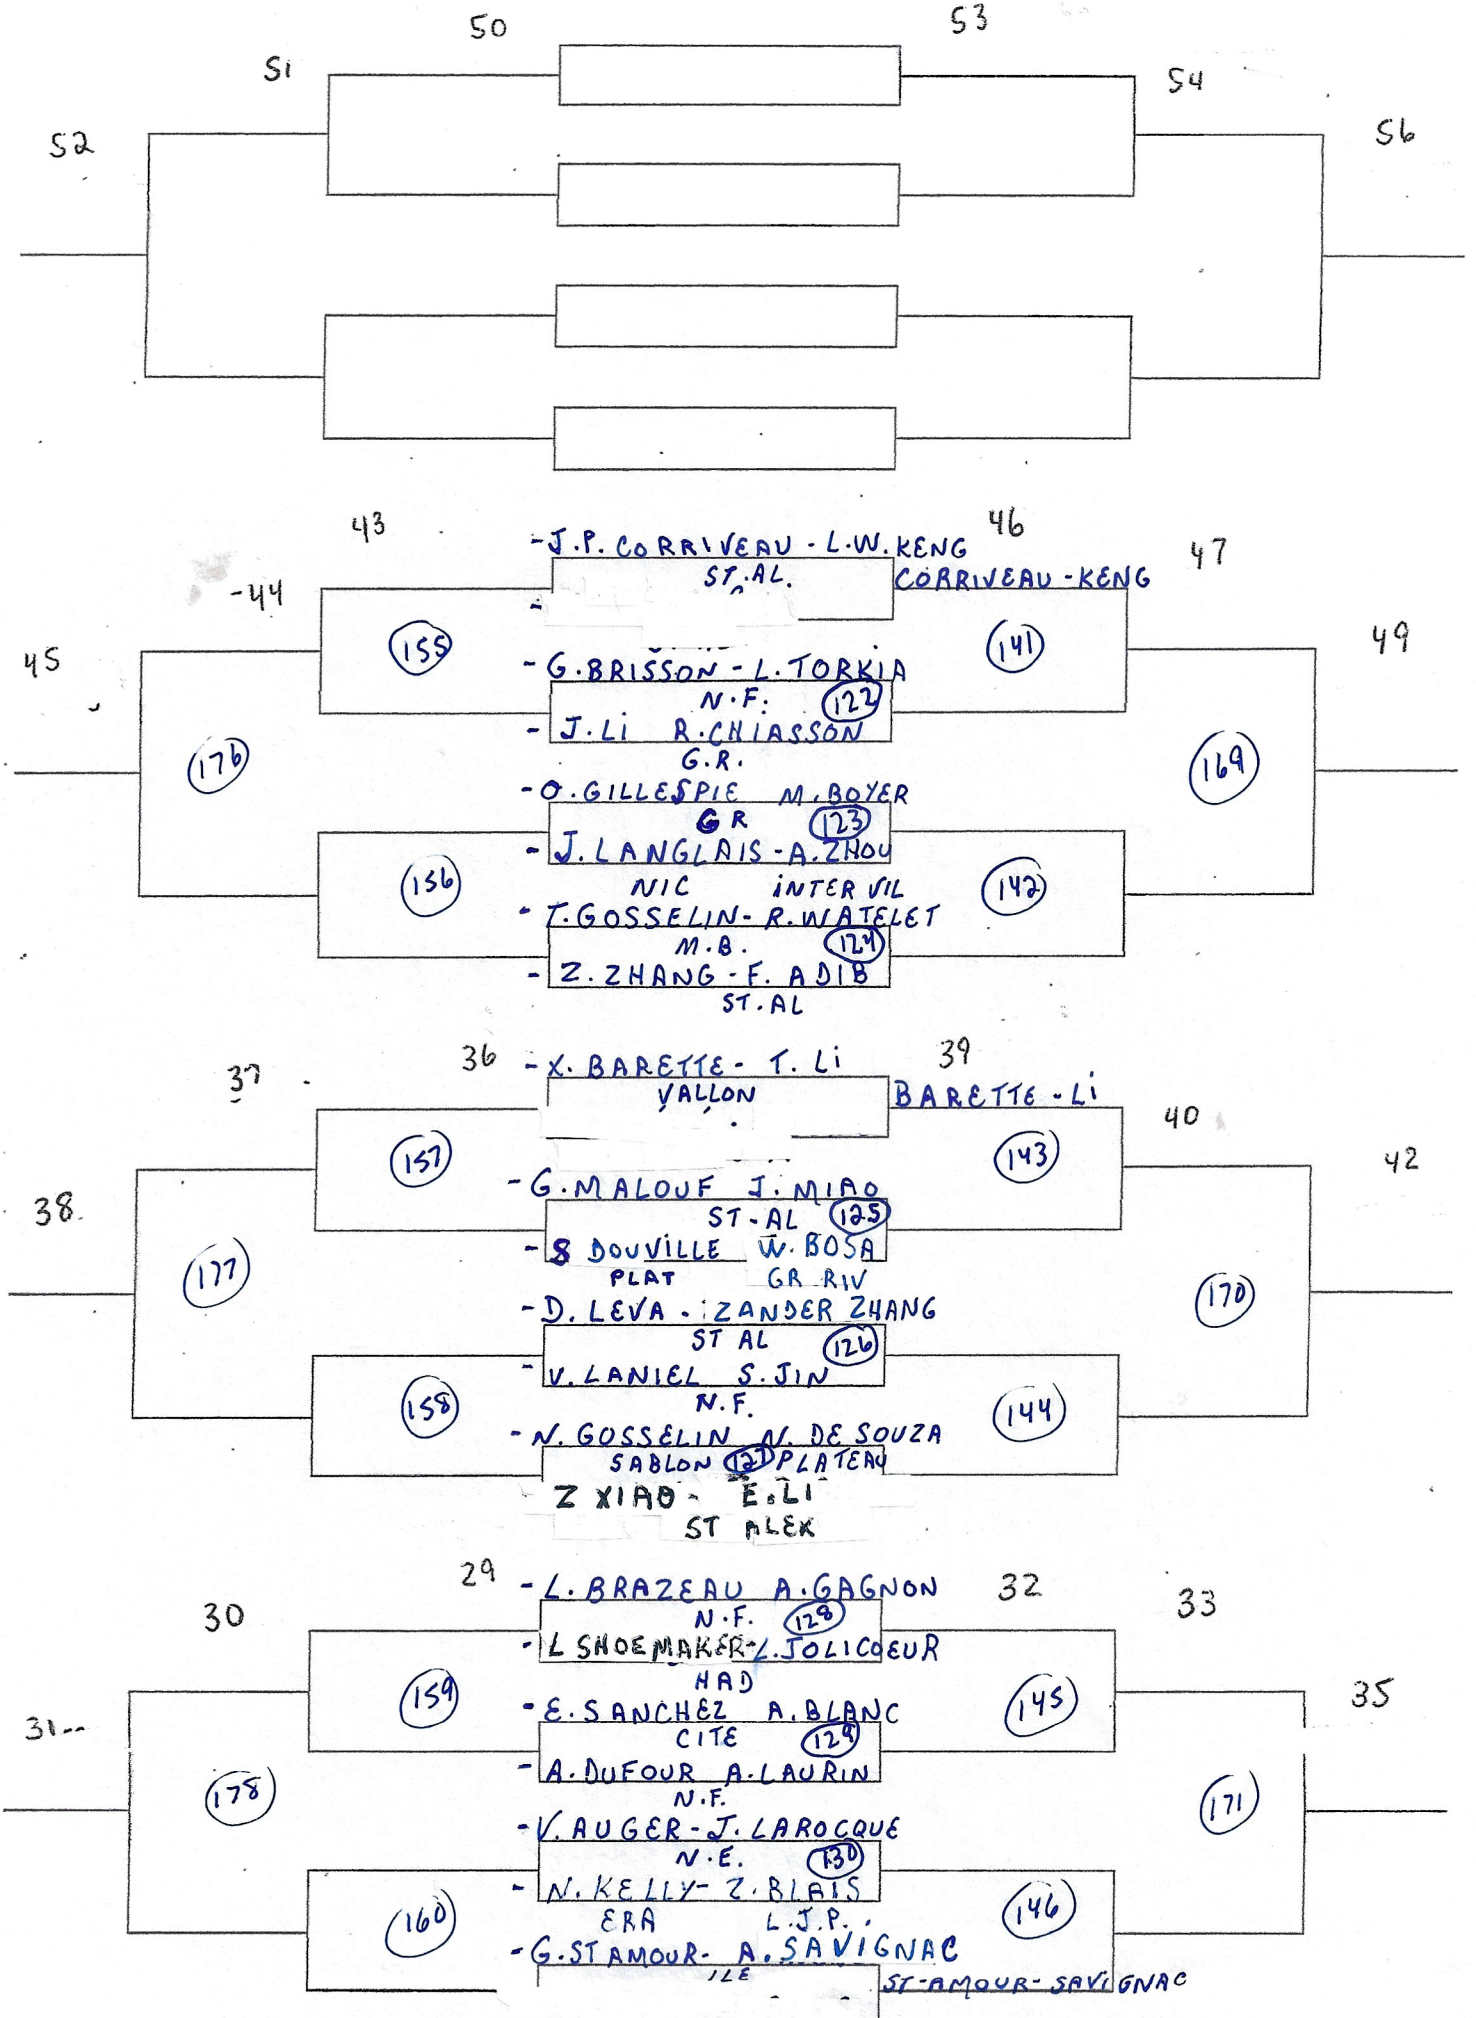 50 53
51 54
52 56
43 46
-J.P. CORRIVEAU - L.W. KENG
47
ST. AL. CORRIVEAU - KENG
-44
-
155 141 49
45
- G. BRISSON - L. TORKIA
N.F. 122
- J. Li R. CHIASSON
G.R.
176 169
- O. GILLESPIE M. BOYER
GR 123
- J. LANGLAIS - A. ZHOU
156 NIC iNTER VIL 142
- T. GOSSELIN - R. WATELET
M.B. 124
- Z. ZHANG - F. ADIB
ST. AL
36 - X. BARETTE - T. Li 39
37 VALLON BARETTE - Li
40
157 143 42
- G. MALOUF J. MIAO
38. ST-AL 125
- S DOUViLLE W. BOSA
177 PLAT GR RIV 170
- D. LEVA - ZANDER ZHANG
ST AL 126
- V. LANIEL S. JIN
158 N.F. 144
- N. GOSSELIN N. DE SOUZA
SABLON 127 PLATEAU
Z XIAO - E. LI
ST ALEX
29 - L. BRAZEAU A. GAGNON 32
30 N.F. 128 33
- L SHOEMAKER - L. JOLICOEUR
HAD
159 145 35
- E. SANCHEZ A. BLANC
31-- CITE 129
- A. DUFOUR A. LAURIN
178 N.F. 171
- V. AUGER - J. LAROCQUE
N.E. 130
- N. KELLY - Z. BLAIS
160 ERA L.J.P. 146
- G. ST AMOUR - A. SAVIGNAC
ILE ST-AMOUR - SAViGNAC